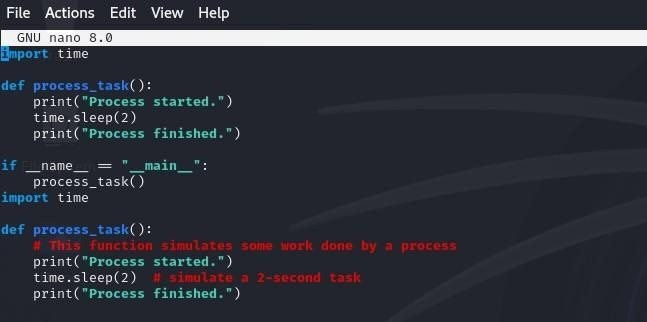 File Actions Edit View Help
GNU nano 8.0
import time
def process_task():
    print("Process started.")
    time.sleep(2)
    print("Process finished.")
if __name__ == "__main__":
    process_task()
import time
def process_task():
    # This function simulates some work done by a process
    print("Process started.")
    time.sleep(2)  # simulate a 2-second task
    print("Process finished.")